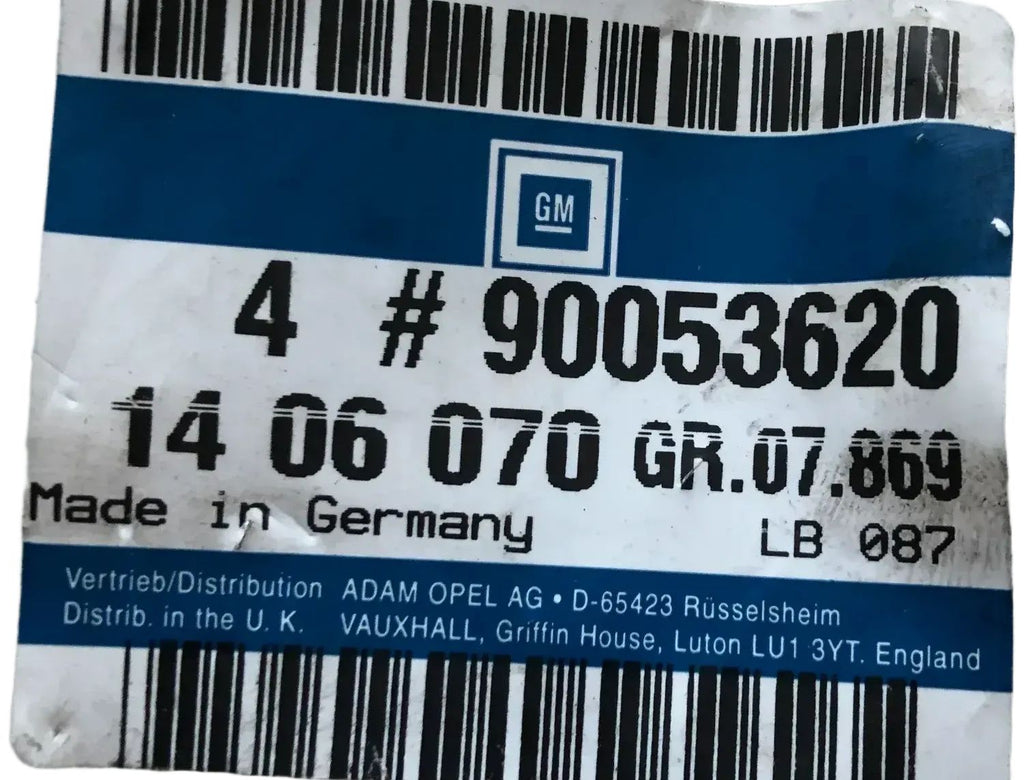 GM
4 # 90053620
14 06 070 GR.07.869
Made in Germany LB 087
Vertrieb/Distribution ADAM OPEL AG • D-65423 Rüsselsheim
Distrib. in the U. K. VAUXHALL, Griffin House, Luton LU1 3YT. England